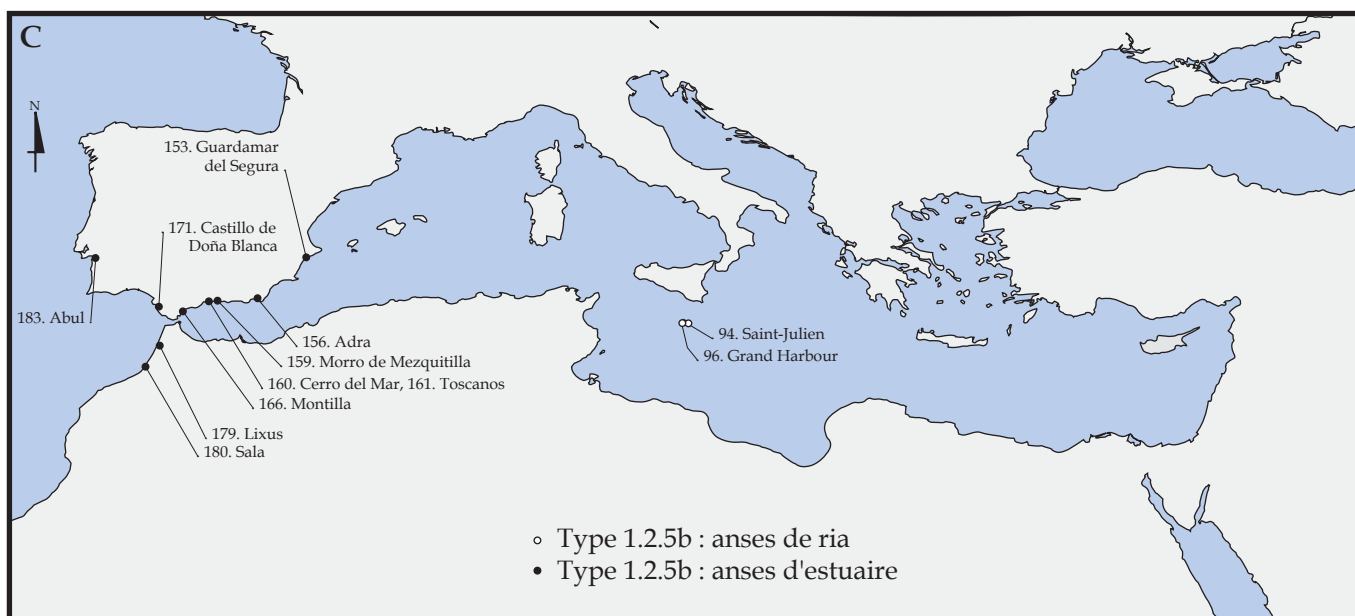 C
N
153. Guardamar
del Segura
171. Castillo de
Doña Blanca
183. Abul
156. Adra
159. Morro de Mezquitilla
160. Cerro del Mar, 161. Toscanos
166. Montilla
179. Lixus
180. Sala
94. Saint-Julien
96. Grand Harbour
Type 1.2.5b : anses de ria
Type 1.2.5b : anses d'estuaire